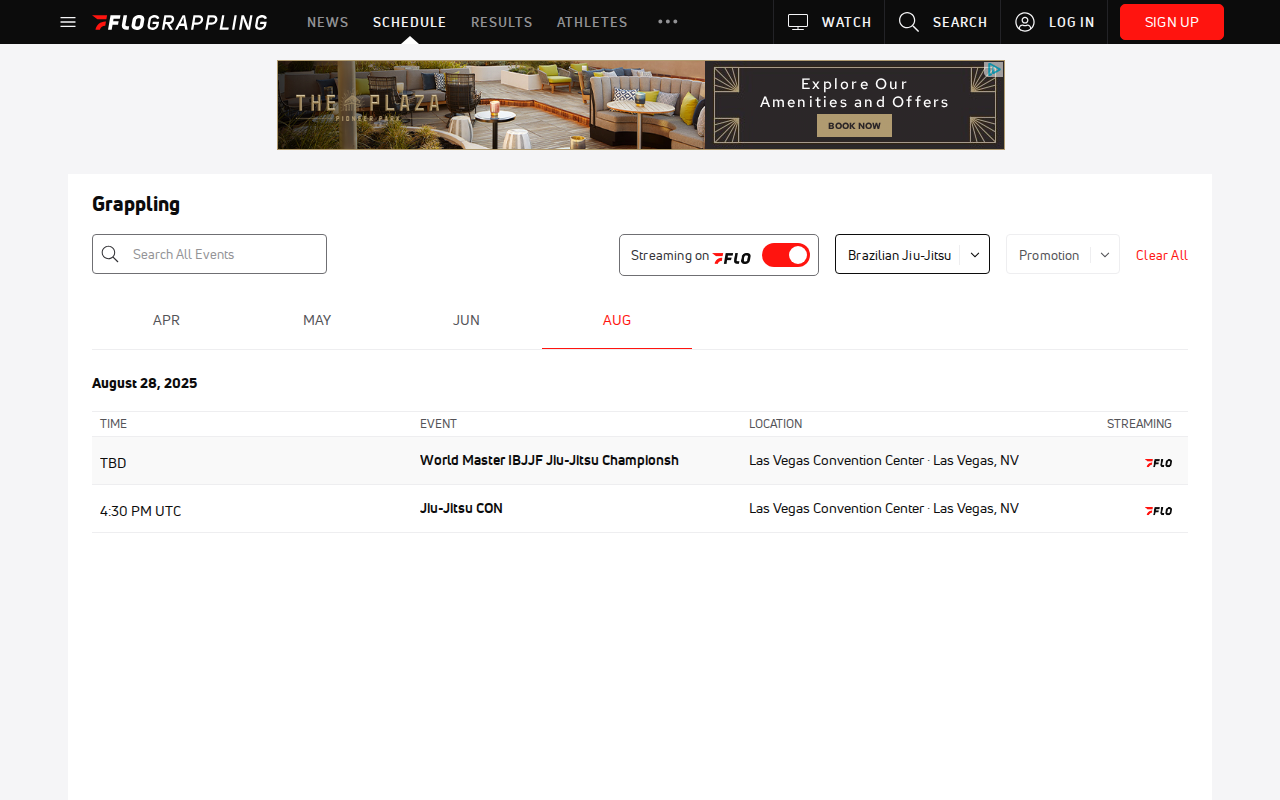 FLOGRAPPLING NEWS SCHEDULE RESULTS ATHLETES ••• WATCH SEARCH LOG IN SIGN UP
THE PLAZA
PIONEER PARK
Explore Our
Amenities and Offers
BOOK NOW
Grappling
Search All Events Streaming on FLO Brazilian Jiu-Jitsu Promotion Clear All
APR MAY JUN AUG
August 28, 2025
TIME EVENT LOCATION STREAMING
TBD World Master IBJJF Jiu-Jitsu Championsh Las Vegas Convention Center · Las Vegas, NV FLO
4:30 PM UTC Jiu-Jitsu CON Las Vegas Convention Center · Las Vegas, NV FLO